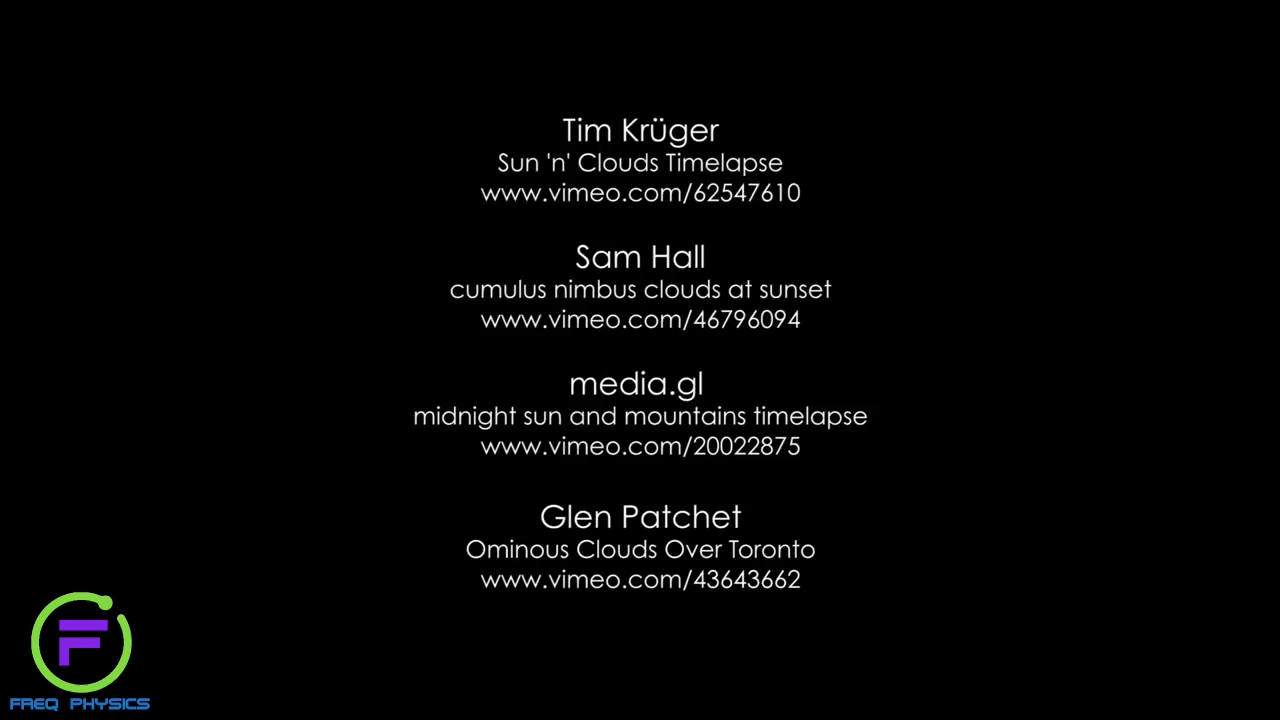 Tim Krüger
Sun 'n' Clouds Timelapse
www.vimeo.com/62547610
Sam Hall
cumulus nimbus clouds at sunset
www.vimeo.com/46796094
media.gl
midnight sun and mountains timelapse
www.vimeo.com/20022875
Glen Patchet
Ominous Clouds Over Toronto
www.vimeo.com/43643662
F
FREQ PHYSICS